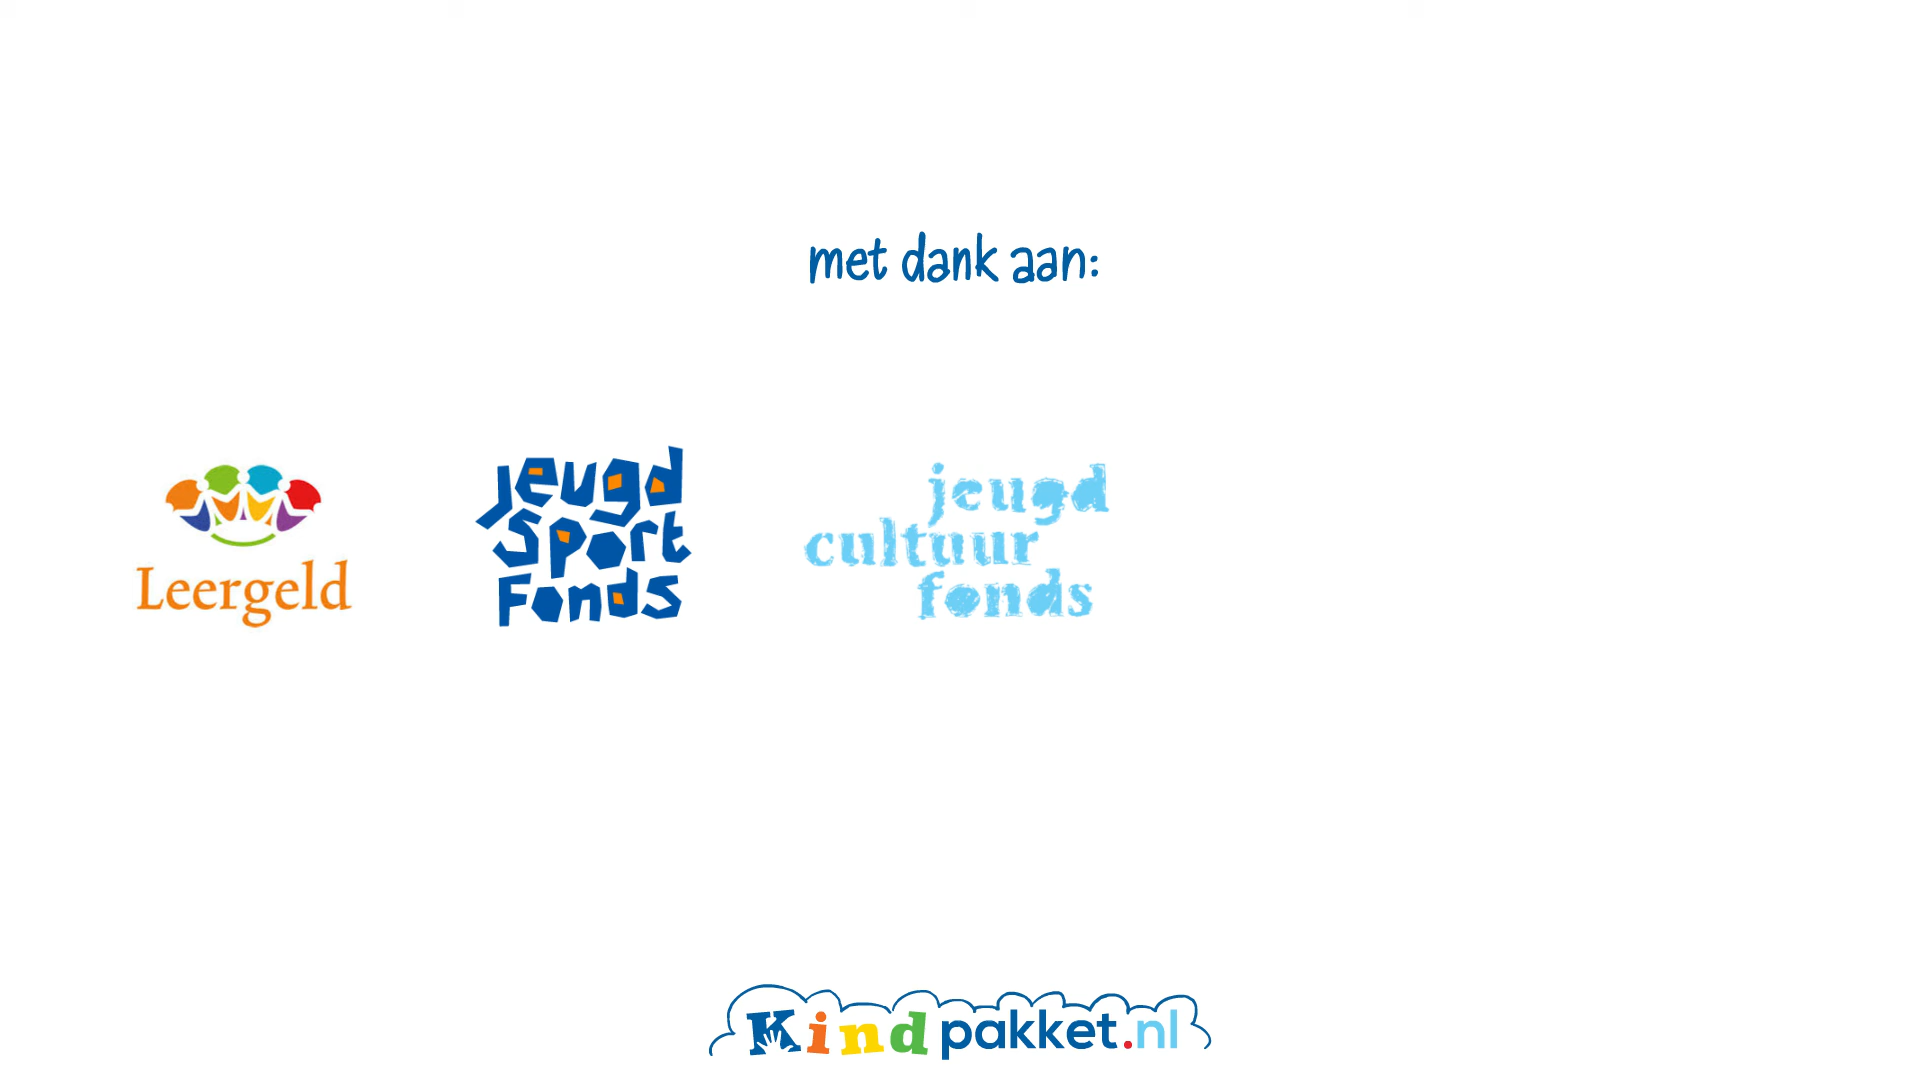 met dank aan:
Leergeld
jeugd
sport
fonds
jeugd
cultuur
fonds
Kindpakket.nl